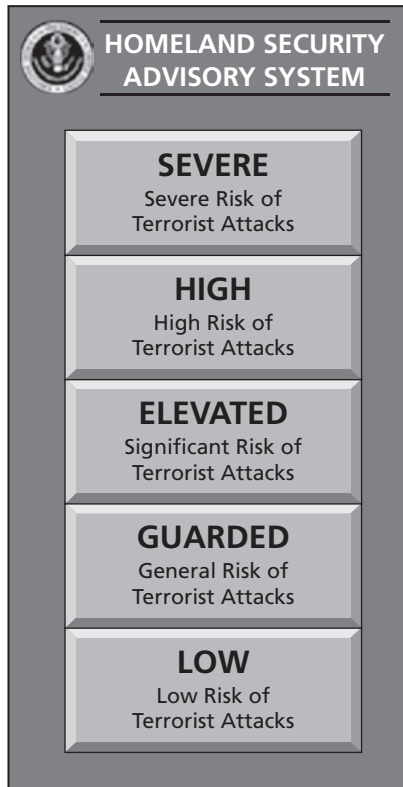 HOMELAND SECURITY
ADVISORY SYSTEM
SEVERE
Severe Risk of
Terrorist Attacks
HIGH
High Risk of
Terrorist Attacks
ELEVATED
Significant Risk of
Terrorist Attacks
GUARDED
General Risk of
Terrorist Attacks
LOW
Low Risk of
Terrorist Attacks